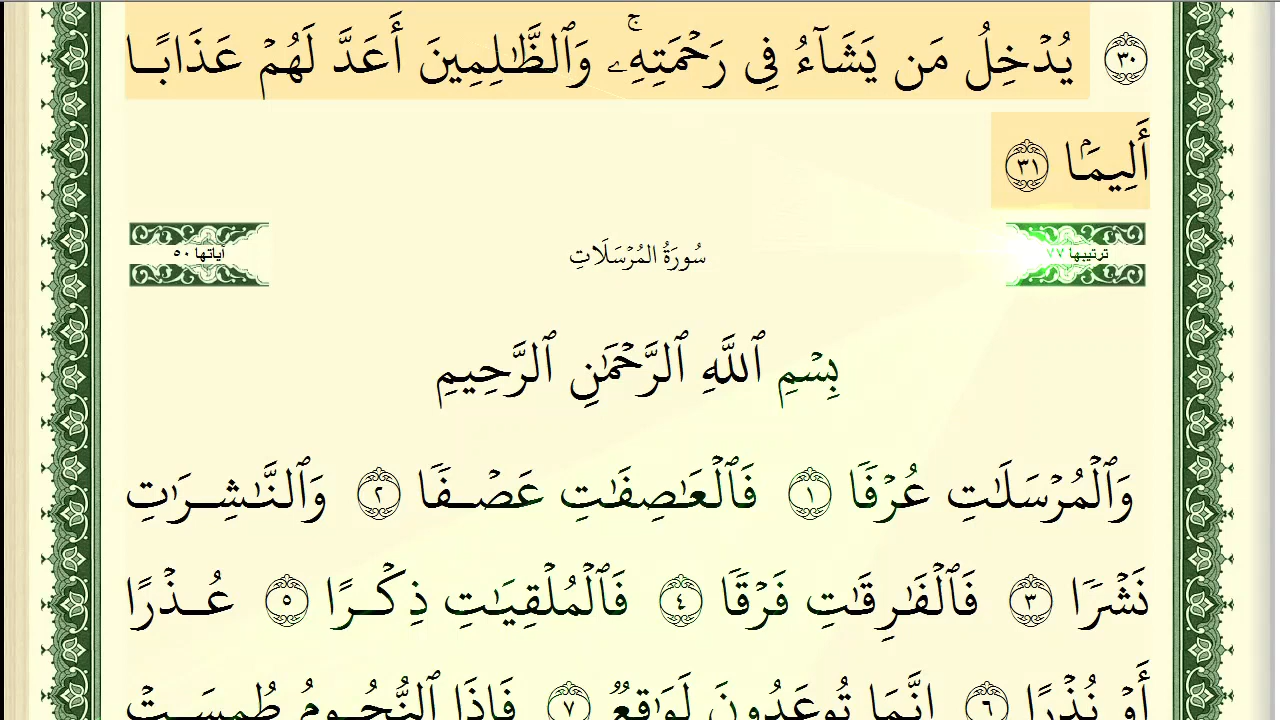 ٣٠ يُدْخِلُ مَن يَشَآءُ فِى رَحْمَتِهِۦ ۚ وَٱلظَّـٰلِمِينَ أَعَدَّ لَهُمْ عَذَابًا
أَلِيمًۢا ٣١
ترتيبها ٧٧ سُورَةُ المُرْسَلَاتِ آياتها ٥٠
بِسْمِ ٱللَّهِ ٱلرَّحْمَـٰنِ ٱلرَّحِيمِ
وَٱلْمُرْسَلَـٰتِ عُرْفًا ١ فَٱلْعَـٰصِفَـٰتِ عَصْفًا ٢ وَٱلنَّـٰشِرَٰتِ
نَشْرًا ٣ فَٱلْفَـٰرِقَـٰتِ فَرْقًا ٤ فَٱلْمُلْقِيَـٰتِ ذِكْرًا ٥ عُذْرًا
أَوْ نُذْرًا ٦ إِنَّمَا تُوعَدُونَ لَوَٰقِعٌ ٧ فَإِذَا ٱلنُّجُومُ طُمِسَتْ